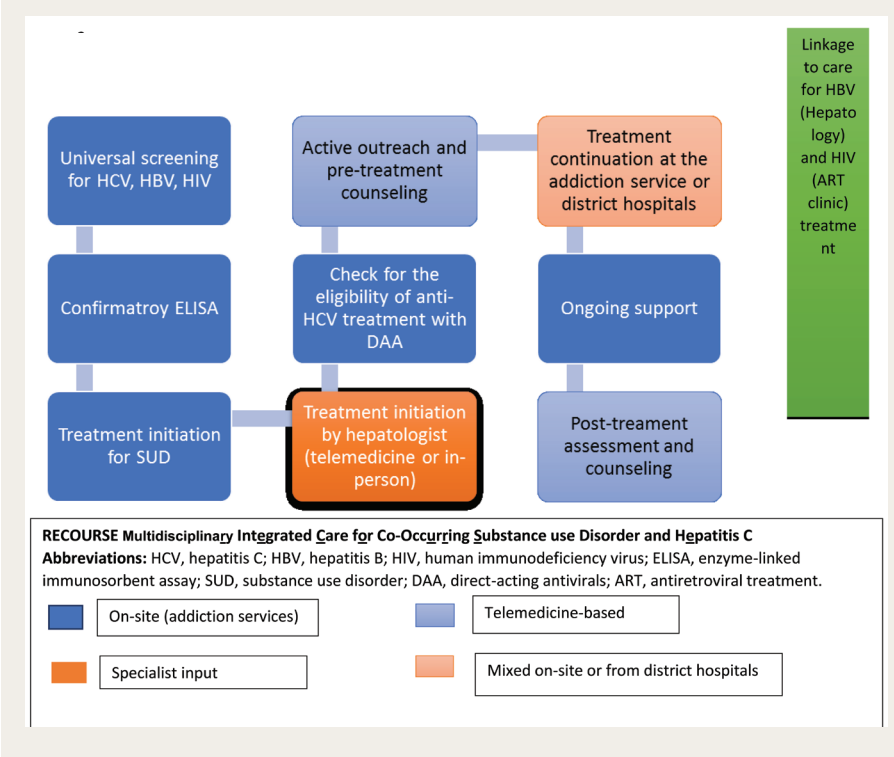 Universal screening
for HCV, HBV, HIV
Confirmatroy ELISA
Treatment initiation
for SUD
Treatment initiation
by hepatologist
(telemedicine or in-
person)
Check for the
eligibility of anti-
HCV treatment with
DAA
Active outreach and
pre-treatment
counseling
Treatment
continuation at the
addiction service or
district hospitals
Ongoing support
Post-treament
assessment and
counseling
Linkage
to care
for HBV
(Hepato
logy)
and HIV
(ART
clinic)
treatme
nt
RECOURSE Multidisciplinary Integrated Care for Co-Occurring Substance use Disorder and Hepatitis C
Abbreviations: HCV, hepatitis C; HBV, hepatitis B; HIV, human immunodeficiency virus; ELISA, enzyme-linked
immunosorbent assay; SUD, substance use disorder; DAA, direct-acting antivirals; ART, antiretroviral treatment.
On-site (addiction services)
Telemedicine-based
Specialist input
Mixed on-site or from district hospitals